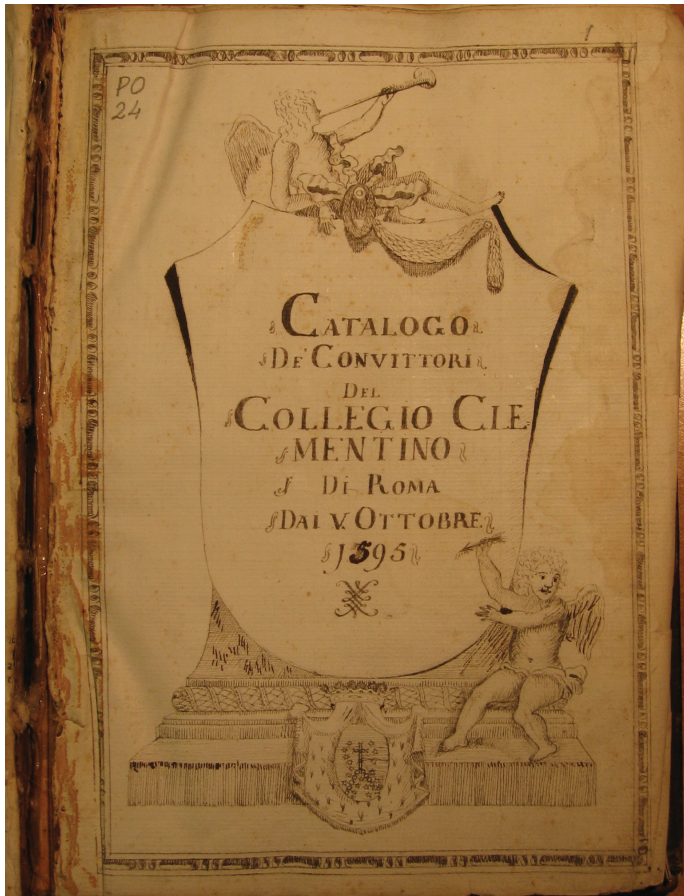 1
PO
24
CATALOGO
DE' CONVITTORI
DEL
COLLEGIO CLE
MENTINO
DI ROMA
DAI V. OTTOBRE
1595